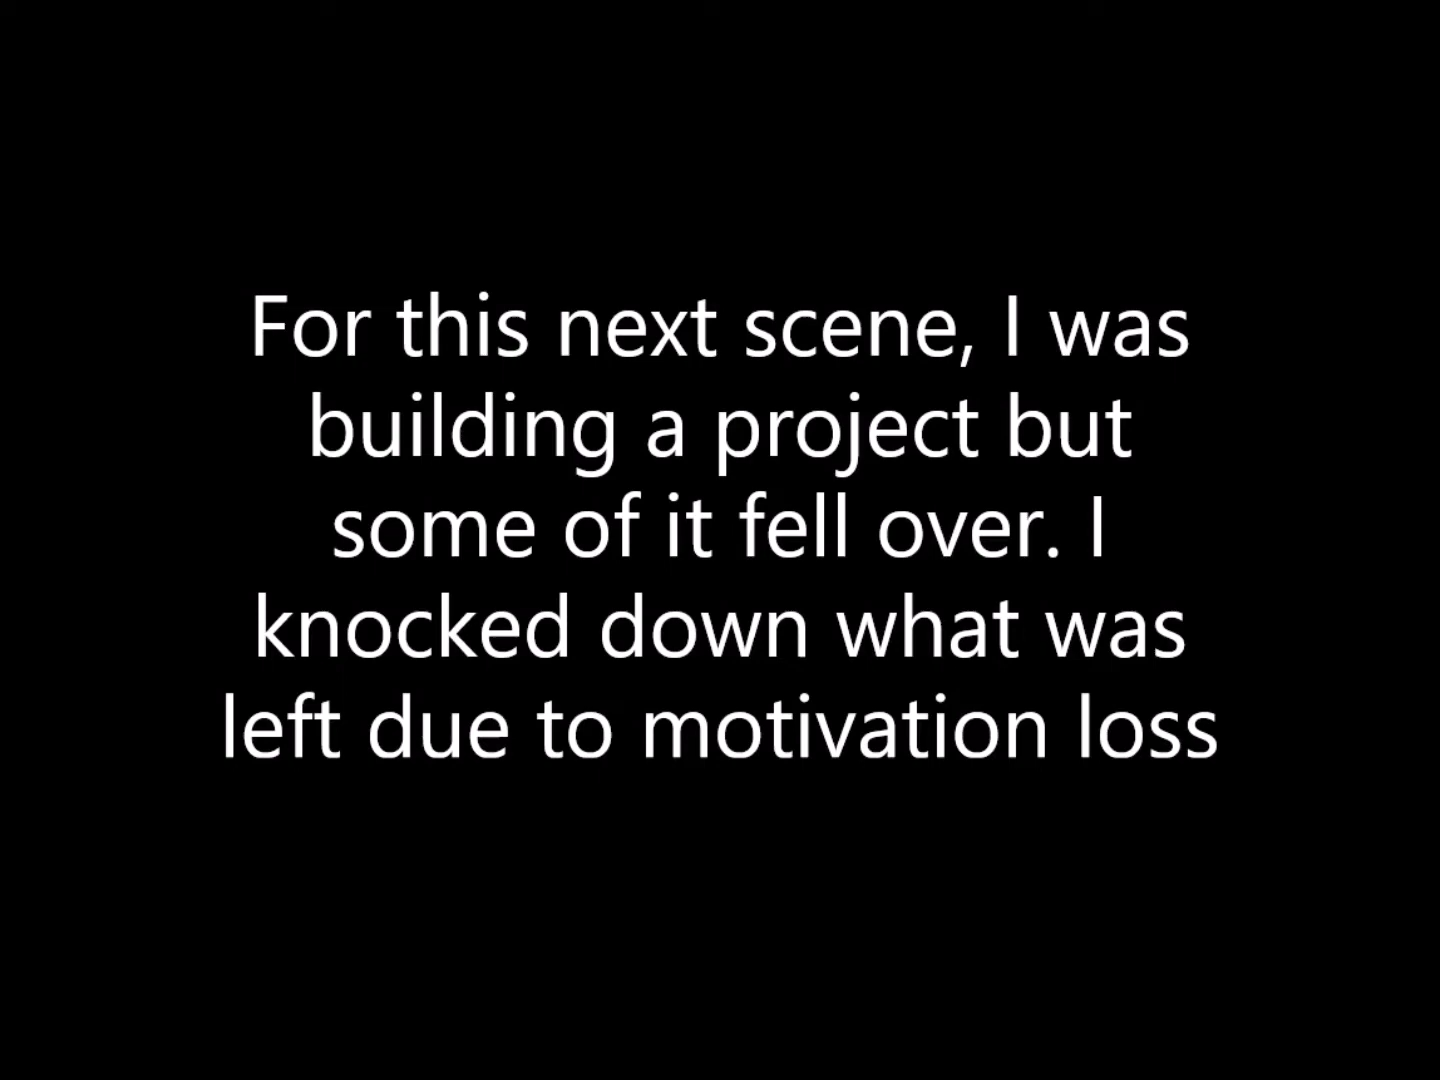 For this next scene, I was
building a project but
some of it fell over. I
knocked down what was
left due to motivation loss